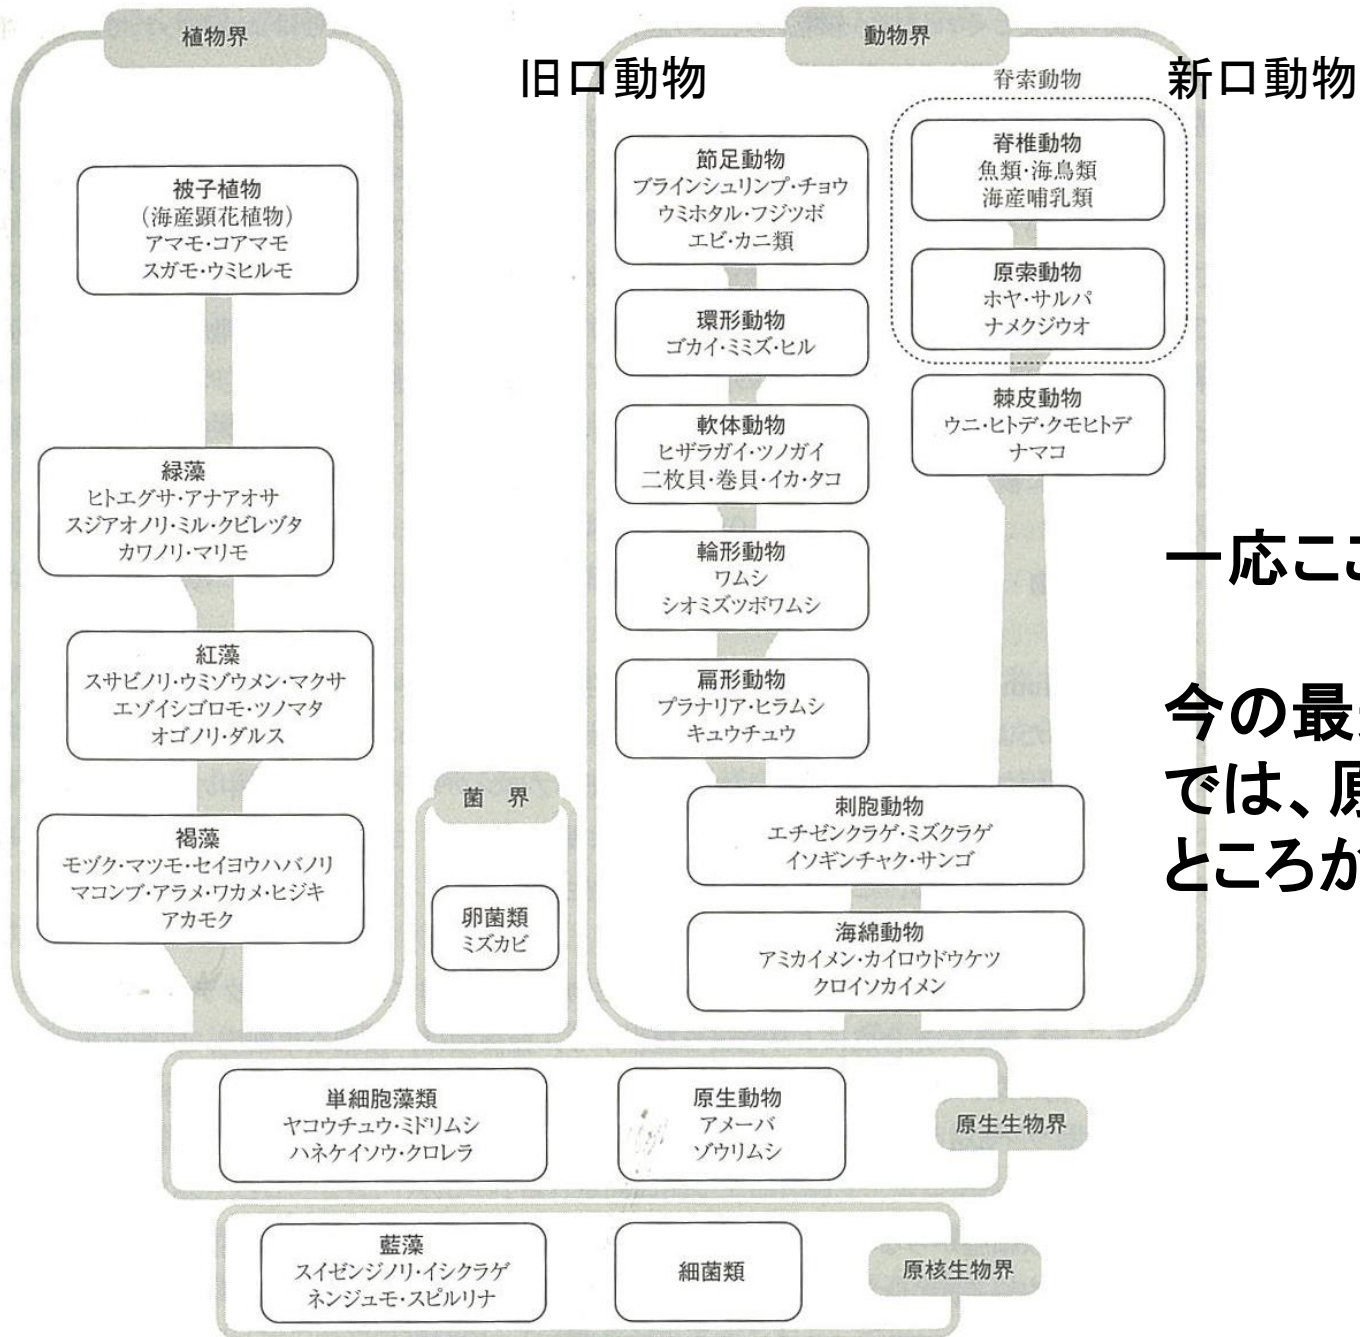 植物界
被子植物
（海産顕花植物）
アマモ・コアマモ
スガモ・ウミヒルモ
緑藻
ヒトエグサ・アナアオサ
スジアオノリ・ミル・クビレヅタ
カワノリ・マリモ
紅藻
スサビノリ・ウミゾウメン・マクサ
エゾイシゴロモ・ツノマタ
オゴノリ・ダルス
褐藻
モヅク・マツモ・セイヨウハバノリ
マコンブ・アラメ・ワカメ・ヒジキ
アカモク
菌 界
卵菌類
ミズカビ
動物界
旧口動物
新口動物
節足動物
ブラインシュリンプ・チョウ
ウミホタル・フジツボ
エビ・カニ類
環形動物
ゴカイ・ミミズ・ヒル
軟体動物
ヒザラガイ・ツノガイ
二枚貝・巻貝・イカ・タコ
輪形動物
ワムシ
シオミズツボワムシ
扁形動物
プラナリア・ヒラムシ
キュウチュウ
脊索動物
脊椎動物
魚類・海鳥類
海産哺乳類
原索動物
ホヤ・サルパ
ナメクジウオ
棘皮動物
ウニ・ヒトデ・クモヒトデ
ナマコ
刺胞動物
エチゼンクラゲ・ミズクラゲ
イソギンチャク・サンゴ
海綿動物
アミカイメン・カイロウドウケツ
クロイソカイメン
一応ここ
今の最
では、原
ところが
原生生物界
単細胞藻類
ヤコウチュウ・ミドリムシ
ハネケイソウ・クロレラ
原生動物
アメーバ
ゾウリムシ
原核生物界
藍藻
スイゼンジノリ・イシクラゲ
ネンジュモ・スピルリナ
細菌類